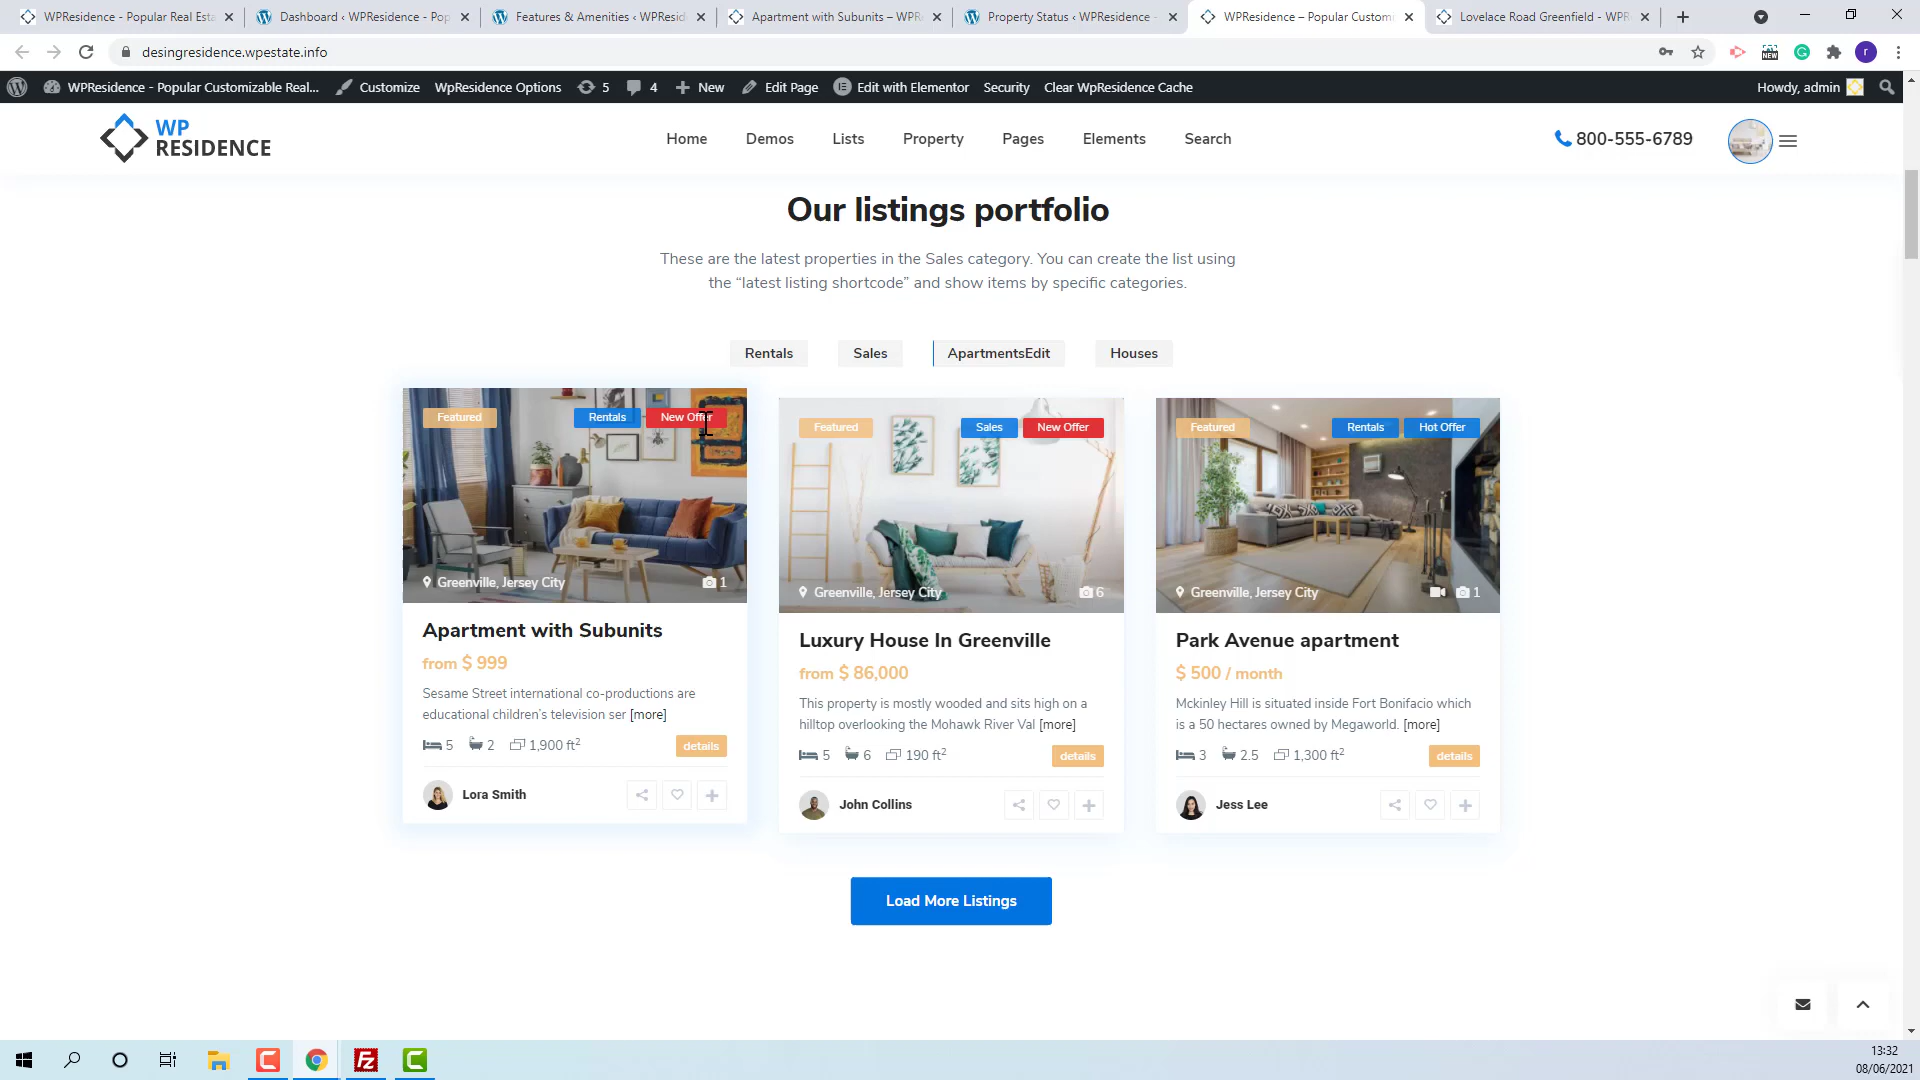 WPResidence - Popular Real Esta
Dashboard ‹ WPResidence - Pop
Features & Amenities ‹ WPResid
Apartment with Subunits – WPR
Property Status ‹ WPResidence -
WPResidence – Popular Custom
Lovelace Road Greenfield - WPR
desingresidence.wpestate.info
NEW
r
WPResidence - Popular Customizable Real...
Customize
WpResidence Options
5
4
New
Edit Page
Edit with Elementor
Security
Clear WpResidence Cache
Howdy, admin
WP
RESIDENCE
Home
Demos
Lists
Property
Pages
Elements
Search
800-555-6789
Our listings portfolio
These are the latest properties in the Sales category. You can create the list using
the “latest listing shortcode” and show items by specific categories.
Rentals
Sales
ApartmentsEdit
Houses
Featured
Rentals
New Offer
Greenville, Jersey City
1
Apartment with Subunits
from $ 999
Sesame Street international co-productions are
educational children’s television ser [more]
5
2
1,900 ft²
details
Lora Smith
Featured
Sales
New Offer
Greenville, Jersey City
6
Luxury House In Greenville
from $ 86,000
This property is mostly wooded and sits high on a
hilltop overlooking the Mohawk River Val [more]
5
6
190 ft²
details
John Collins
Featured
Rentals
Hot Offer
Greenville, Jersey City
1
Park Avenue apartment
$ 500 / month
Mckinley Hill is situated inside Fort Bonifacio which
is a 50 hectares owned by Megaworld. [more]
3
2.5
1,300 ft²
details
Jess Lee
Load More Listings
13:32
08/06/2021